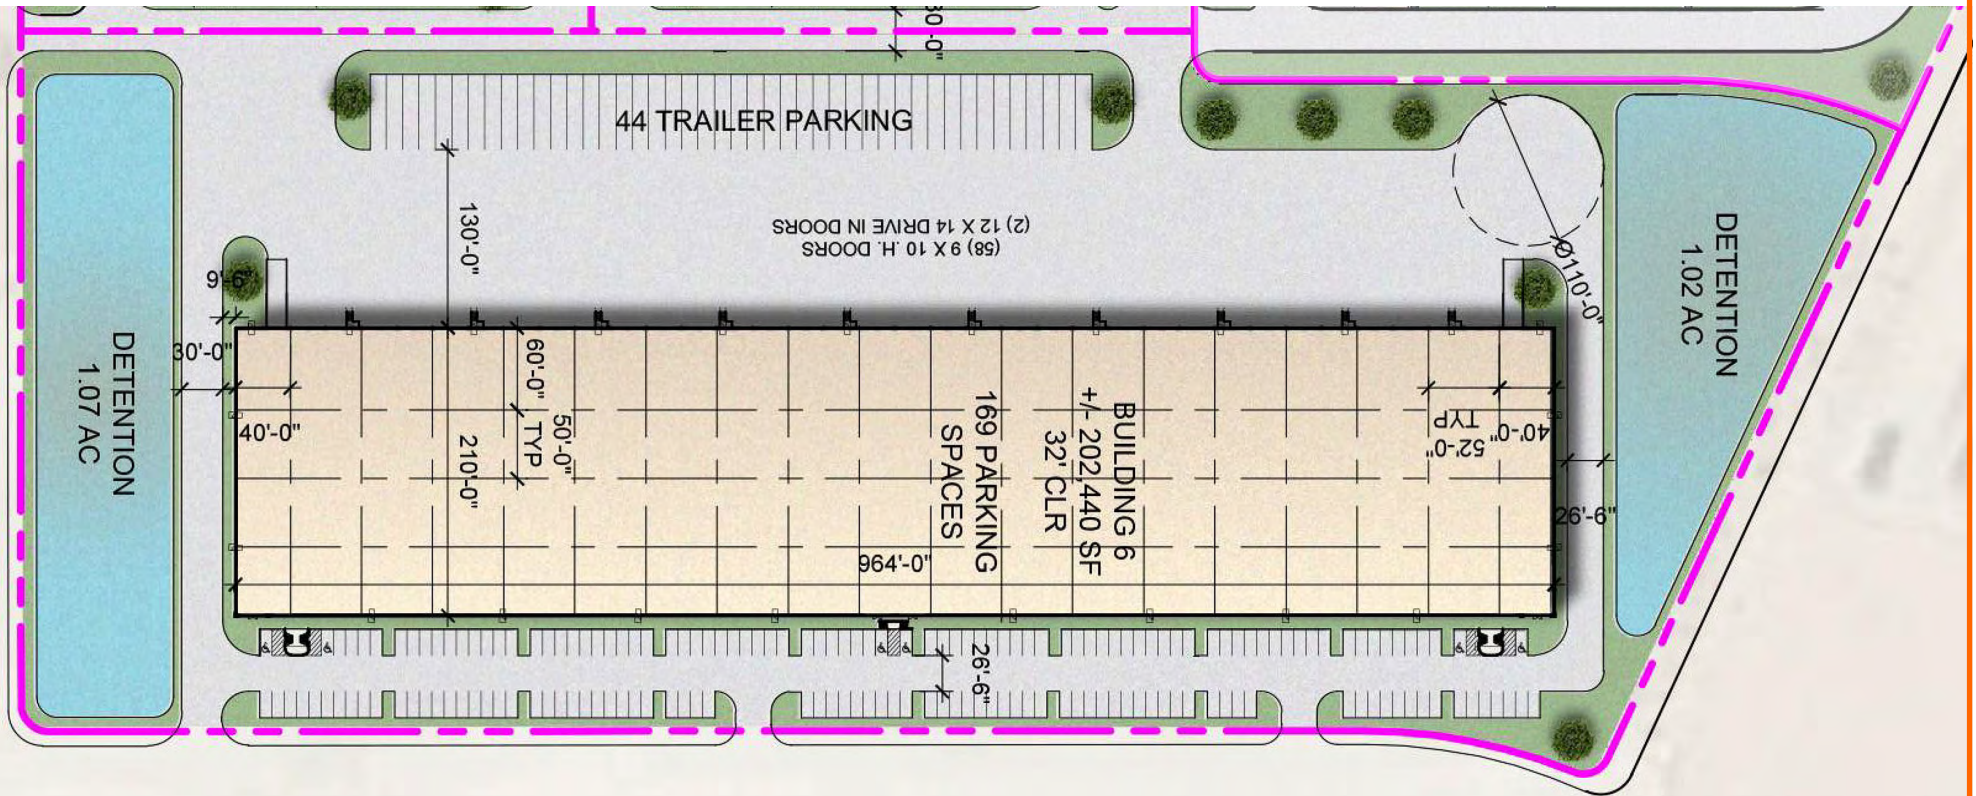 30'-0"
44 TRAILER PARKING
130'-0"
(58) 9 X 10 .H. DOORS
(2) 12 X 14 DRIVE IN DOORS
Ø110'-0"
DETENTION
1.02 AC
9'-6"
30'-0"
DETENTION
1.07 AC
40'-0"
60'-0"
50'-0"
TYP
210'-0"
BUILDING 6
+/- 202,440 SF
32' CLR
169 PARKING
SPACES
964'-0"
52'-0"
TYP
40'-0"
26'-6"
26'-6"